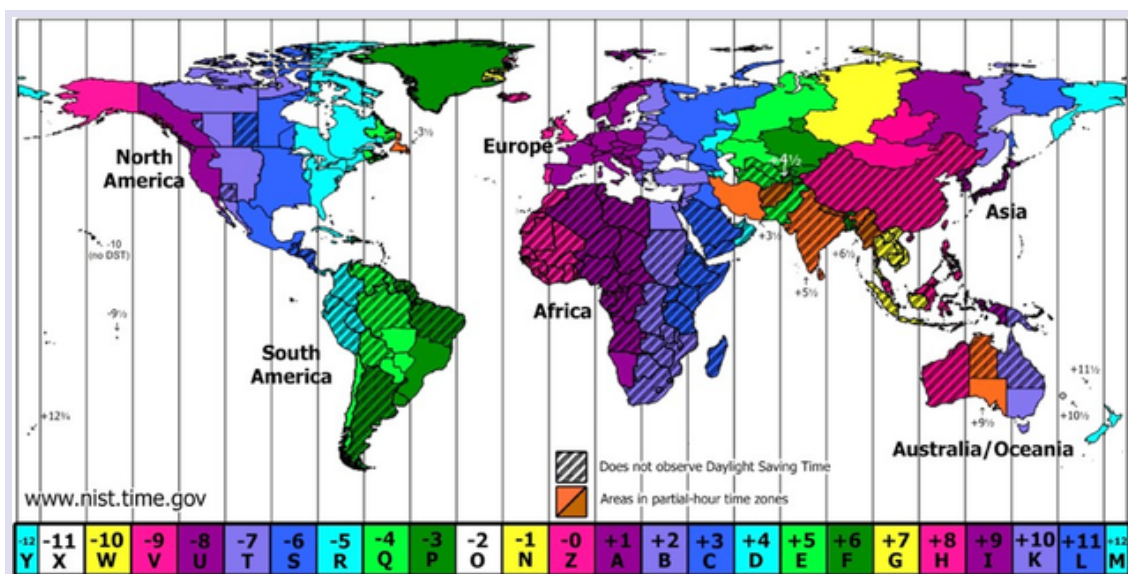 -3½
North
America
Europe
+4½
Asia
-10
(no DST)
+3½
+6½
+5½
-9½
Africa
South
America
+12¾
+11½
+10½
+9½
Australia/Oceania
Does not observe Daylight Saving Time
Areas in partial-hour time zones
www.nist.time.gov
-12 -11 -10 -9 -8 -7 -6 -5 -4 -3 -2 -1 -0 +1 +2 +3 +4 +5 +6 +7 +8 +9 +10 +11 +12
Y X W V U T S R Q P O N Z A B C D E F G H I K L M